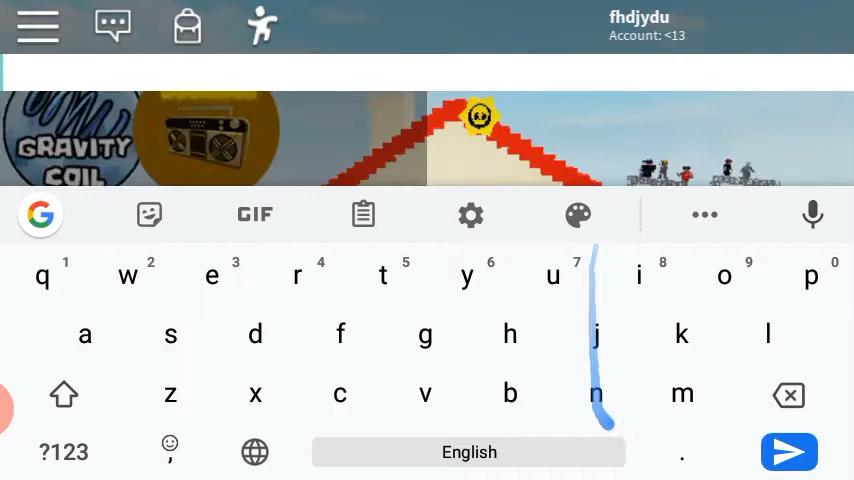 fhdjydu
Account: <13
GRAVITY
COIL
GIF
q 1 w 2 e 3 r 4 t 5 y 6 u 7 i 8 o 9 p 0
a s d f g h j k l
z x c v b n m
?123 , English .